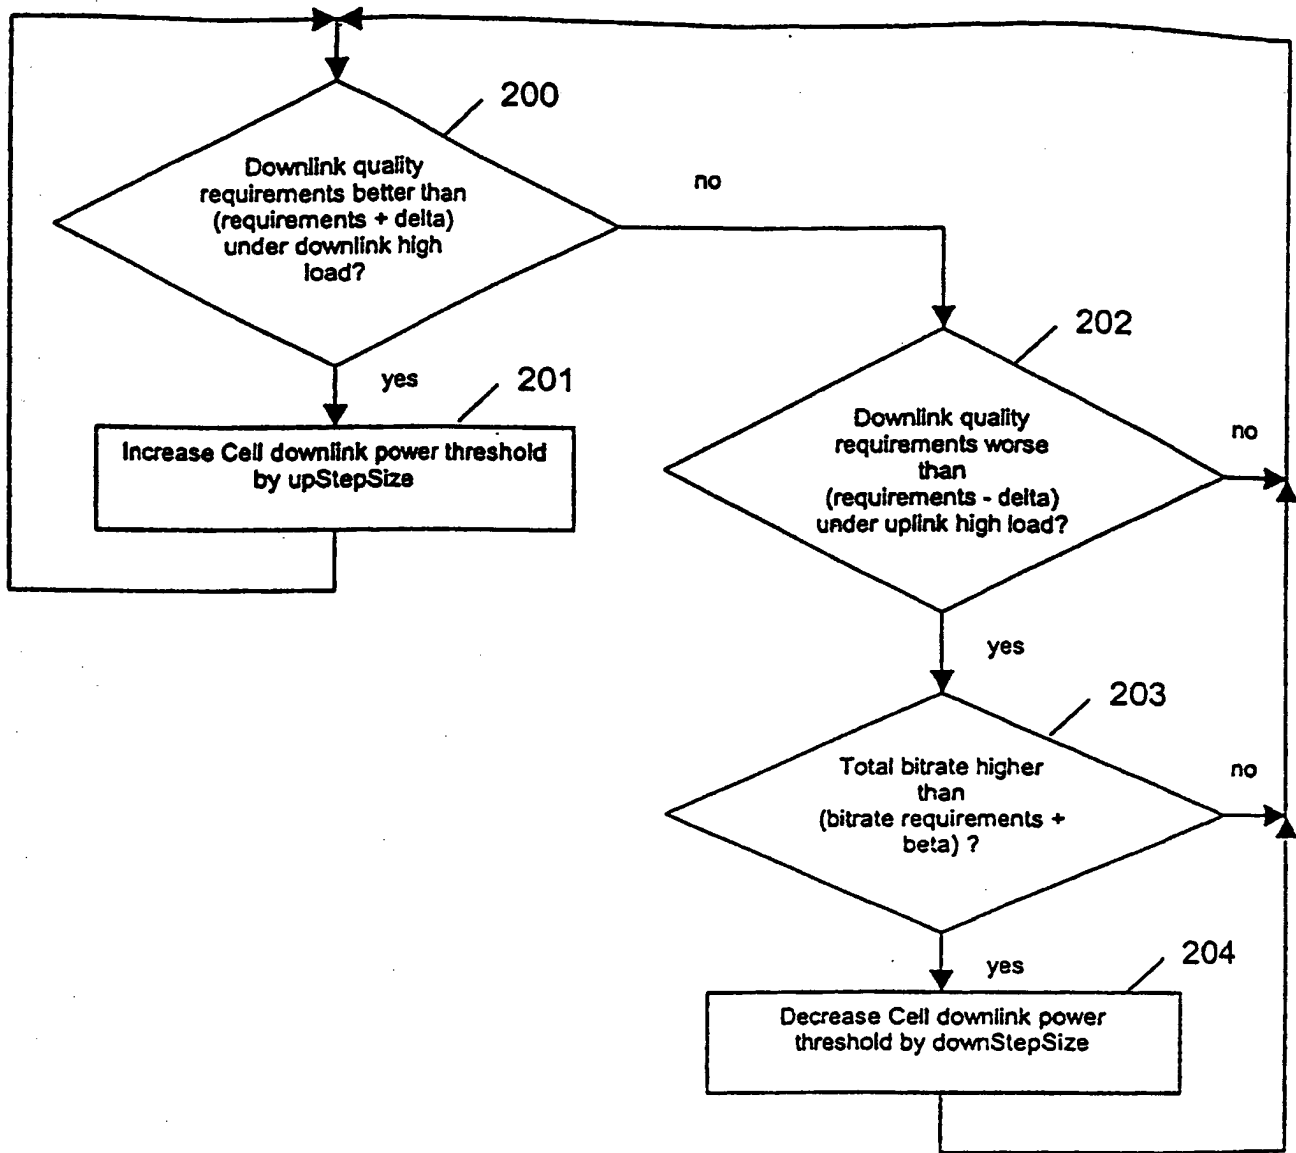 200
Downlink quality
requirements better than
(requirements + delta)
under downlink high
load?
no
yes
201
Increase Cell downlink power threshold
by upStepSize
202
Downlink quality
requirements worse
than
(requirements - delta)
under uplink high load?
no
yes
203
Total bitrate higher
than
(bitrate requirements +
beta) ?
no
yes
204
Decrease Cell downlink power
threshold by downStepSize